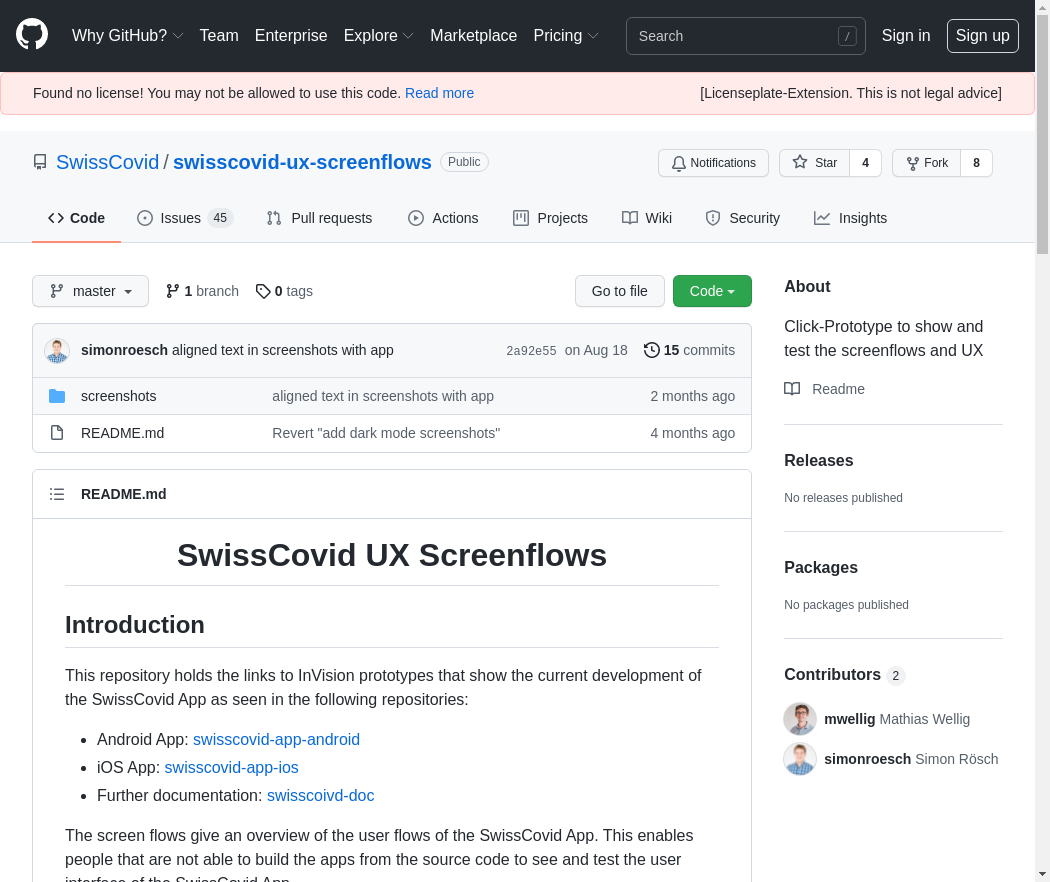 Why GitHub? Team Enterprise Explore Marketplace Pricing Search / Sign in Sign up
Found no license! You may not be allowed to use this code. Read more [Licenseplate-Extension. This is not legal advice]
SwissCovid / swisscovid-ux-screenflows Public Notifications Star 4 Fork 8
Code Issues 45 Pull requests Actions Projects Wiki Security Insights
master 1 branch 0 tags Go to file Code
simonroesch aligned text in screenshots with app 2a92e55 on Aug 18 15 commits
screenshots aligned text in screenshots with app 2 months ago
README.md Revert "add dark mode screenshots" 4 months ago
README.md
SwissCovid UX Screenflows
Introduction
This repository holds the links to InVision prototypes that show the current development of
the SwissCovid App as seen in the following repositories:
Android App: swisscovid-app-android
iOS App: swisscovid-app-ios
Further documentation: swisscoivd-doc
The screen flows give an overview of the user flows of the SwissCovid App. This enables
people that are not able to build the apps from the source code to see and test the user
interface of the SwissCovid App.
About
Click-Prototype to show and
test the screenflows and UX
Readme
Releases
No releases published
Packages
No packages published
Contributors 2
mwellig Mathias Wellig
simonroesch Simon Rösch